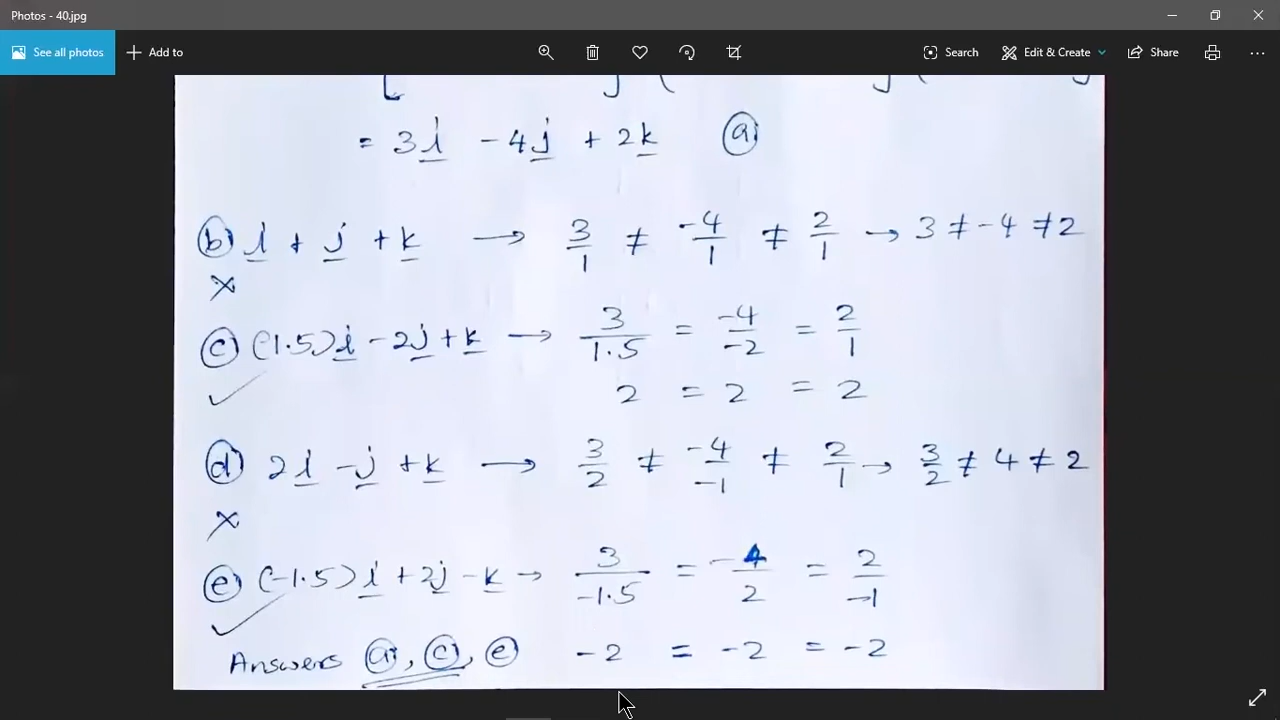 Photos - 40.jpg
See all photos
Add to
Search
Edit & Create
Share
= 3i - 4j + 2k (a)
(b) i + j + k → 3/1 ≠ -4/1 ≠ 2/1 → 3 ≠ -4 ≠ 2
×
(c) (1.5)i - 2j + k → 3/1.5 = -4/-2 = 2/1
✓ 2 = 2 = 2
(d) 2i - j + k → 3/2 ≠ -4/-1 ≠ 2/1 → 3/2 ≠ 4 ≠ 2
×
(e) (-1.5)i + 2j - k → 3/-1.5 = -4/2 = 2/-1
✓
Answers (a), (c), (e) -2 = -2 = -2